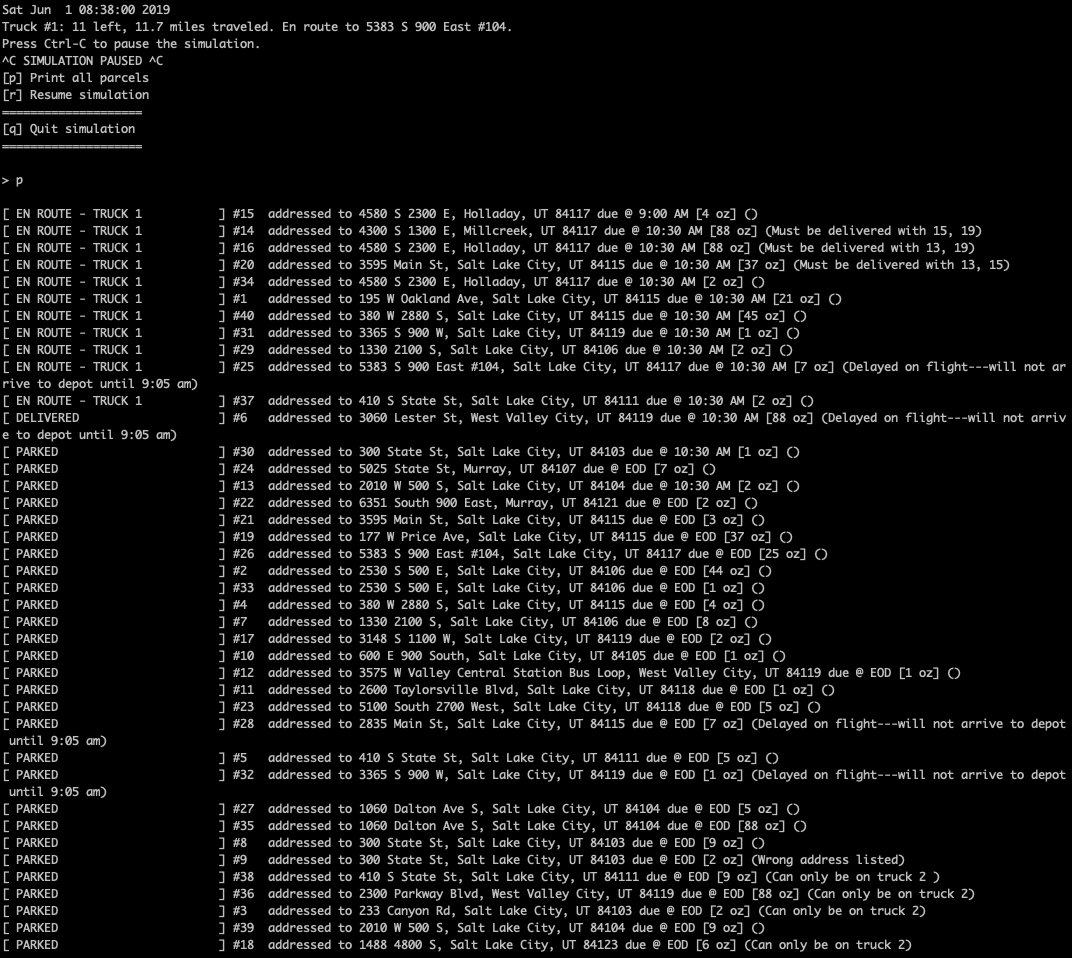 Sat Jun  1 08:38:00 2019
Truck #1: 11 left, 11.7 miles traveled. En route to 5383 S 900 East #104.
Press Ctrl-C to pause the simulation.
^C SIMULATION PAUSED ^C
[p] Print all parcels
[r] Resume simulation
====================
[q] Quit simulation
====================
> p
[ EN ROUTE - TRUCK 1           ] #15  addressed to 4580 S 2300 E, Holladay, UT 84117 due @ 9:00 AM [4 oz] ()
[ EN ROUTE - TRUCK 1           ] #14  addressed to 4300 S 1300 E, Millcreek, UT 84117 due @ 10:30 AM [88 oz] (Must be delivered with 15, 19)
[ EN ROUTE - TRUCK 1           ] #16  addressed to 4580 S 2300 E, Holladay, UT 84117 due @ 10:30 AM [88 oz] (Must be delivered with 13, 19)
[ EN ROUTE - TRUCK 1           ] #20  addressed to 3595 Main St, Salt Lake City, UT 84115 due @ 10:30 AM [37 oz] (Must be delivered with 13, 15)
[ EN ROUTE - TRUCK 1           ] #34  addressed to 4580 S 2300 E, Holladay, UT 84117 due @ 10:30 AM [2 oz] ()
[ EN ROUTE - TRUCK 1           ] #1   addressed to 195 W Oakland Ave, Salt Lake City, UT 84115 due @ 10:30 AM [21 oz] ()
[ EN ROUTE - TRUCK 1           ] #40  addressed to 380 W 2880 S, Salt Lake City, UT 84115 due @ 10:30 AM [45 oz] ()
[ EN ROUTE - TRUCK 1           ] #31  addressed to 3365 S 900 W, Salt Lake City, UT 84119 due @ 10:30 AM [1 oz] ()
[ EN ROUTE - TRUCK 1           ] #29  addressed to 1330 2100 S, Salt Lake City, UT 84106 due @ 10:30 AM [2 oz] ()
[ EN ROUTE - TRUCK 1           ] #25  addressed to 5383 S 900 East #104, Salt Lake City, UT 84117 due @ 10:30 AM [7 oz] (Delayed on flight---will not ar
rive to depot until 9:05 am)
[ EN ROUTE - TRUCK 1           ] #37  addressed to 410 S State St, Salt Lake City, UT 84111 due @ 10:30 AM [2 oz] ()
[ DELIVERED                    ] #6   addressed to 3060 Lester St, West Valley City, UT 84119 due @ 10:30 AM [88 oz] (Delayed on flight---will not arriv
e to depot until 9:05 am)
[ PARKED                       ] #30  addressed to 300 State St, Salt Lake City, UT 84103 due @ 10:30 AM [1 oz] ()
[ PARKED                       ] #24  addressed to 5025 State St, Murray, UT 84107 due @ EOD [7 oz] ()
[ PARKED                       ] #13  addressed to 2010 W 500 S, Salt Lake City, UT 84104 due @ 10:30 AM [2 oz] ()
[ PARKED                       ] #22  addressed to 6351 South 900 East, Murray, UT 84121 due @ EOD [2 oz] ()
[ PARKED                       ] #21  addressed to 3595 Main St, Salt Lake City, UT 84115 due @ EOD [3 oz] ()
[ PARKED                       ] #19  addressed to 177 W Price Ave, Salt Lake City, UT 84115 due @ EOD [37 oz] ()
[ PARKED                       ] #26  addressed to 5383 S 900 East #104, Salt Lake City, UT 84117 due @ EOD [25 oz] ()
[ PARKED                       ] #2   addressed to 2530 S 500 E, Salt Lake City, UT 84106 due @ EOD [44 oz] ()
[ PARKED                       ] #33  addressed to 2530 S 500 E, Salt Lake City, UT 84106 due @ EOD [1 oz] ()
[ PARKED                       ] #4   addressed to 380 W 2880 S, Salt Lake City, UT 84115 due @ EOD [4 oz] ()
[ PARKED                       ] #7   addressed to 1330 2100 S, Salt Lake City, UT 84106 due @ EOD [8 oz] ()
[ PARKED                       ] #17  addressed to 3148 S 1100 W, Salt Lake City, UT 84119 due @ EOD [2 oz] ()
[ PARKED                       ] #10  addressed to 600 E 900 South, Salt Lake City, UT 84105 due @ EOD [1 oz] ()
[ PARKED                       ] #12  addressed to 3575 W Valley Central Station Bus Loop, West Valley City, UT 84119 due @ EOD [1 oz] ()
[ PARKED                       ] #11  addressed to 2600 Taylorsville Blvd, Salt Lake City, UT 84118 due @ EOD [1 oz] ()
[ PARKED                       ] #23  addressed to 5100 South 2700 West, Salt Lake City, UT 84118 due @ EOD [5 oz] ()
[ PARKED                       ] #28  addressed to 2835 Main St, Salt Lake City, UT 84115 due @ EOD [7 oz] (Delayed on flight---will not arrive to depot
 until 9:05 am)
[ PARKED                       ] #5   addressed to 410 S State St, Salt Lake City, UT 84111 due @ EOD [5 oz] ()
[ PARKED                       ] #32  addressed to 3365 S 900 W, Salt Lake City, UT 84119 due @ EOD [1 oz] (Delayed on flight---will not arrive to depot
 until 9:05 am)
[ PARKED                       ] #27  addressed to 1060 Dalton Ave S, Salt Lake City, UT 84104 due @ EOD [5 oz] ()
[ PARKED                       ] #35  addressed to 1060 Dalton Ave S, Salt Lake City, UT 84104 due @ EOD [88 oz] ()
[ PARKED                       ] #8   addressed to 300 State St, Salt Lake City, UT 84103 due @ EOD [9 oz] ()
[ PARKED                       ] #9   addressed to 300 State St, Salt Lake City, UT 84103 due @ EOD [2 oz] (Wrong address listed)
[ PARKED                       ] #38  addressed to 410 S State St, Salt Lake City, UT 84111 due @ EOD [9 oz] (Can only be on truck 2 )
[ PARKED                       ] #36  addressed to 2300 Parkway Blvd, West Valley City, UT 84119 due @ EOD [88 oz] (Can only be on truck 2)
[ PARKED                       ] #3   addressed to 233 Canyon Rd, Salt Lake City, UT 84103 due @ EOD [2 oz] (Can only be on truck 2)
[ PARKED                       ] #39  addressed to 2010 W 500 S, Salt Lake City, UT 84104 due @ EOD [9 oz] ()
[ PARKED                       ] #18  addressed to 1488 4800 S, Salt Lake City, UT 84123 due @ EOD [6 oz] (Can only be on truck 2)